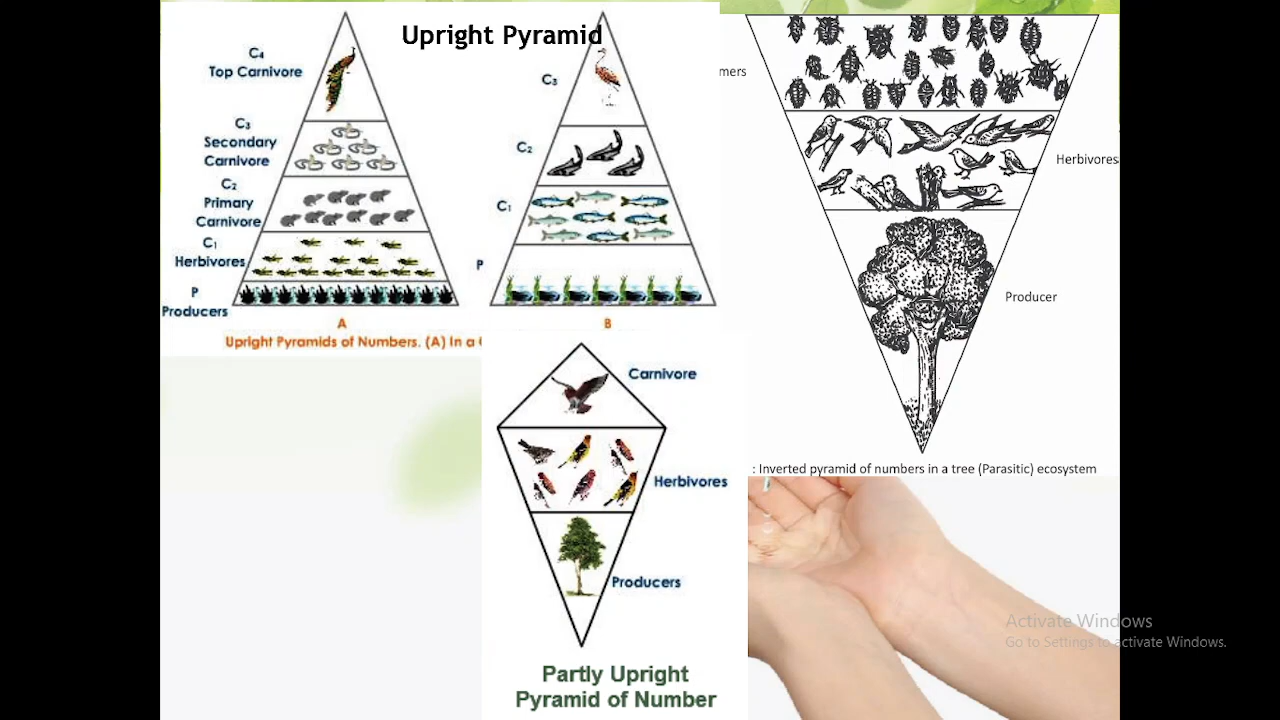 Upright Pyramid
C4
Top Carnivore
C3
Secondary
Carnivore
C2
Primary
Carnivore
C1
Herbivores
P
Producers
A
C3
C2
C1
P
B
Upright Pyramids of Numbers. (A) In a
mers
Herbivores
Producer
: Inverted pyramid of numbers in a tree (Parasitic) ecosystem
Carnivore
Herbivores
Producers
Partly Upright
Pyramid of Number
Activate Windows
Go to Settings to activate Windows.